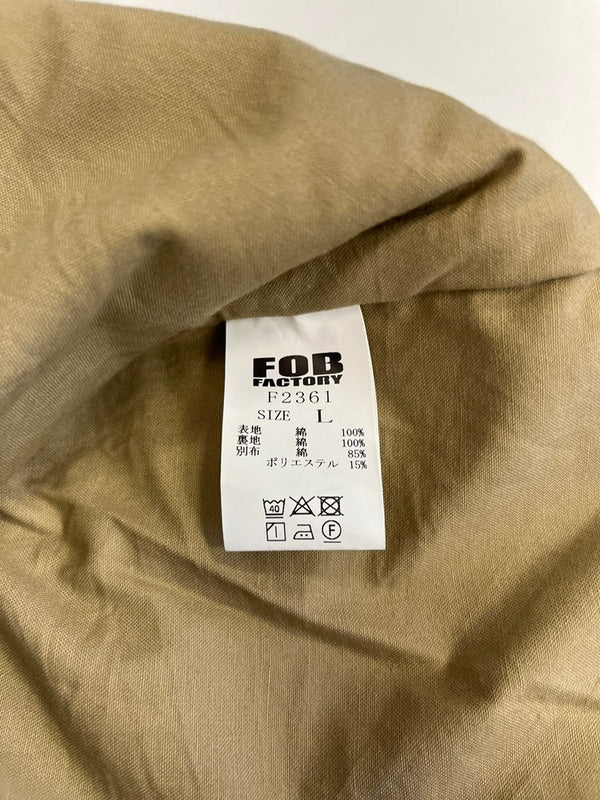 FOB
FACTORY
F2361
SIZE L
表地 綿 100%
裏地 綿 100%
別布 綿 85%
ポリエステル 15%
40
F